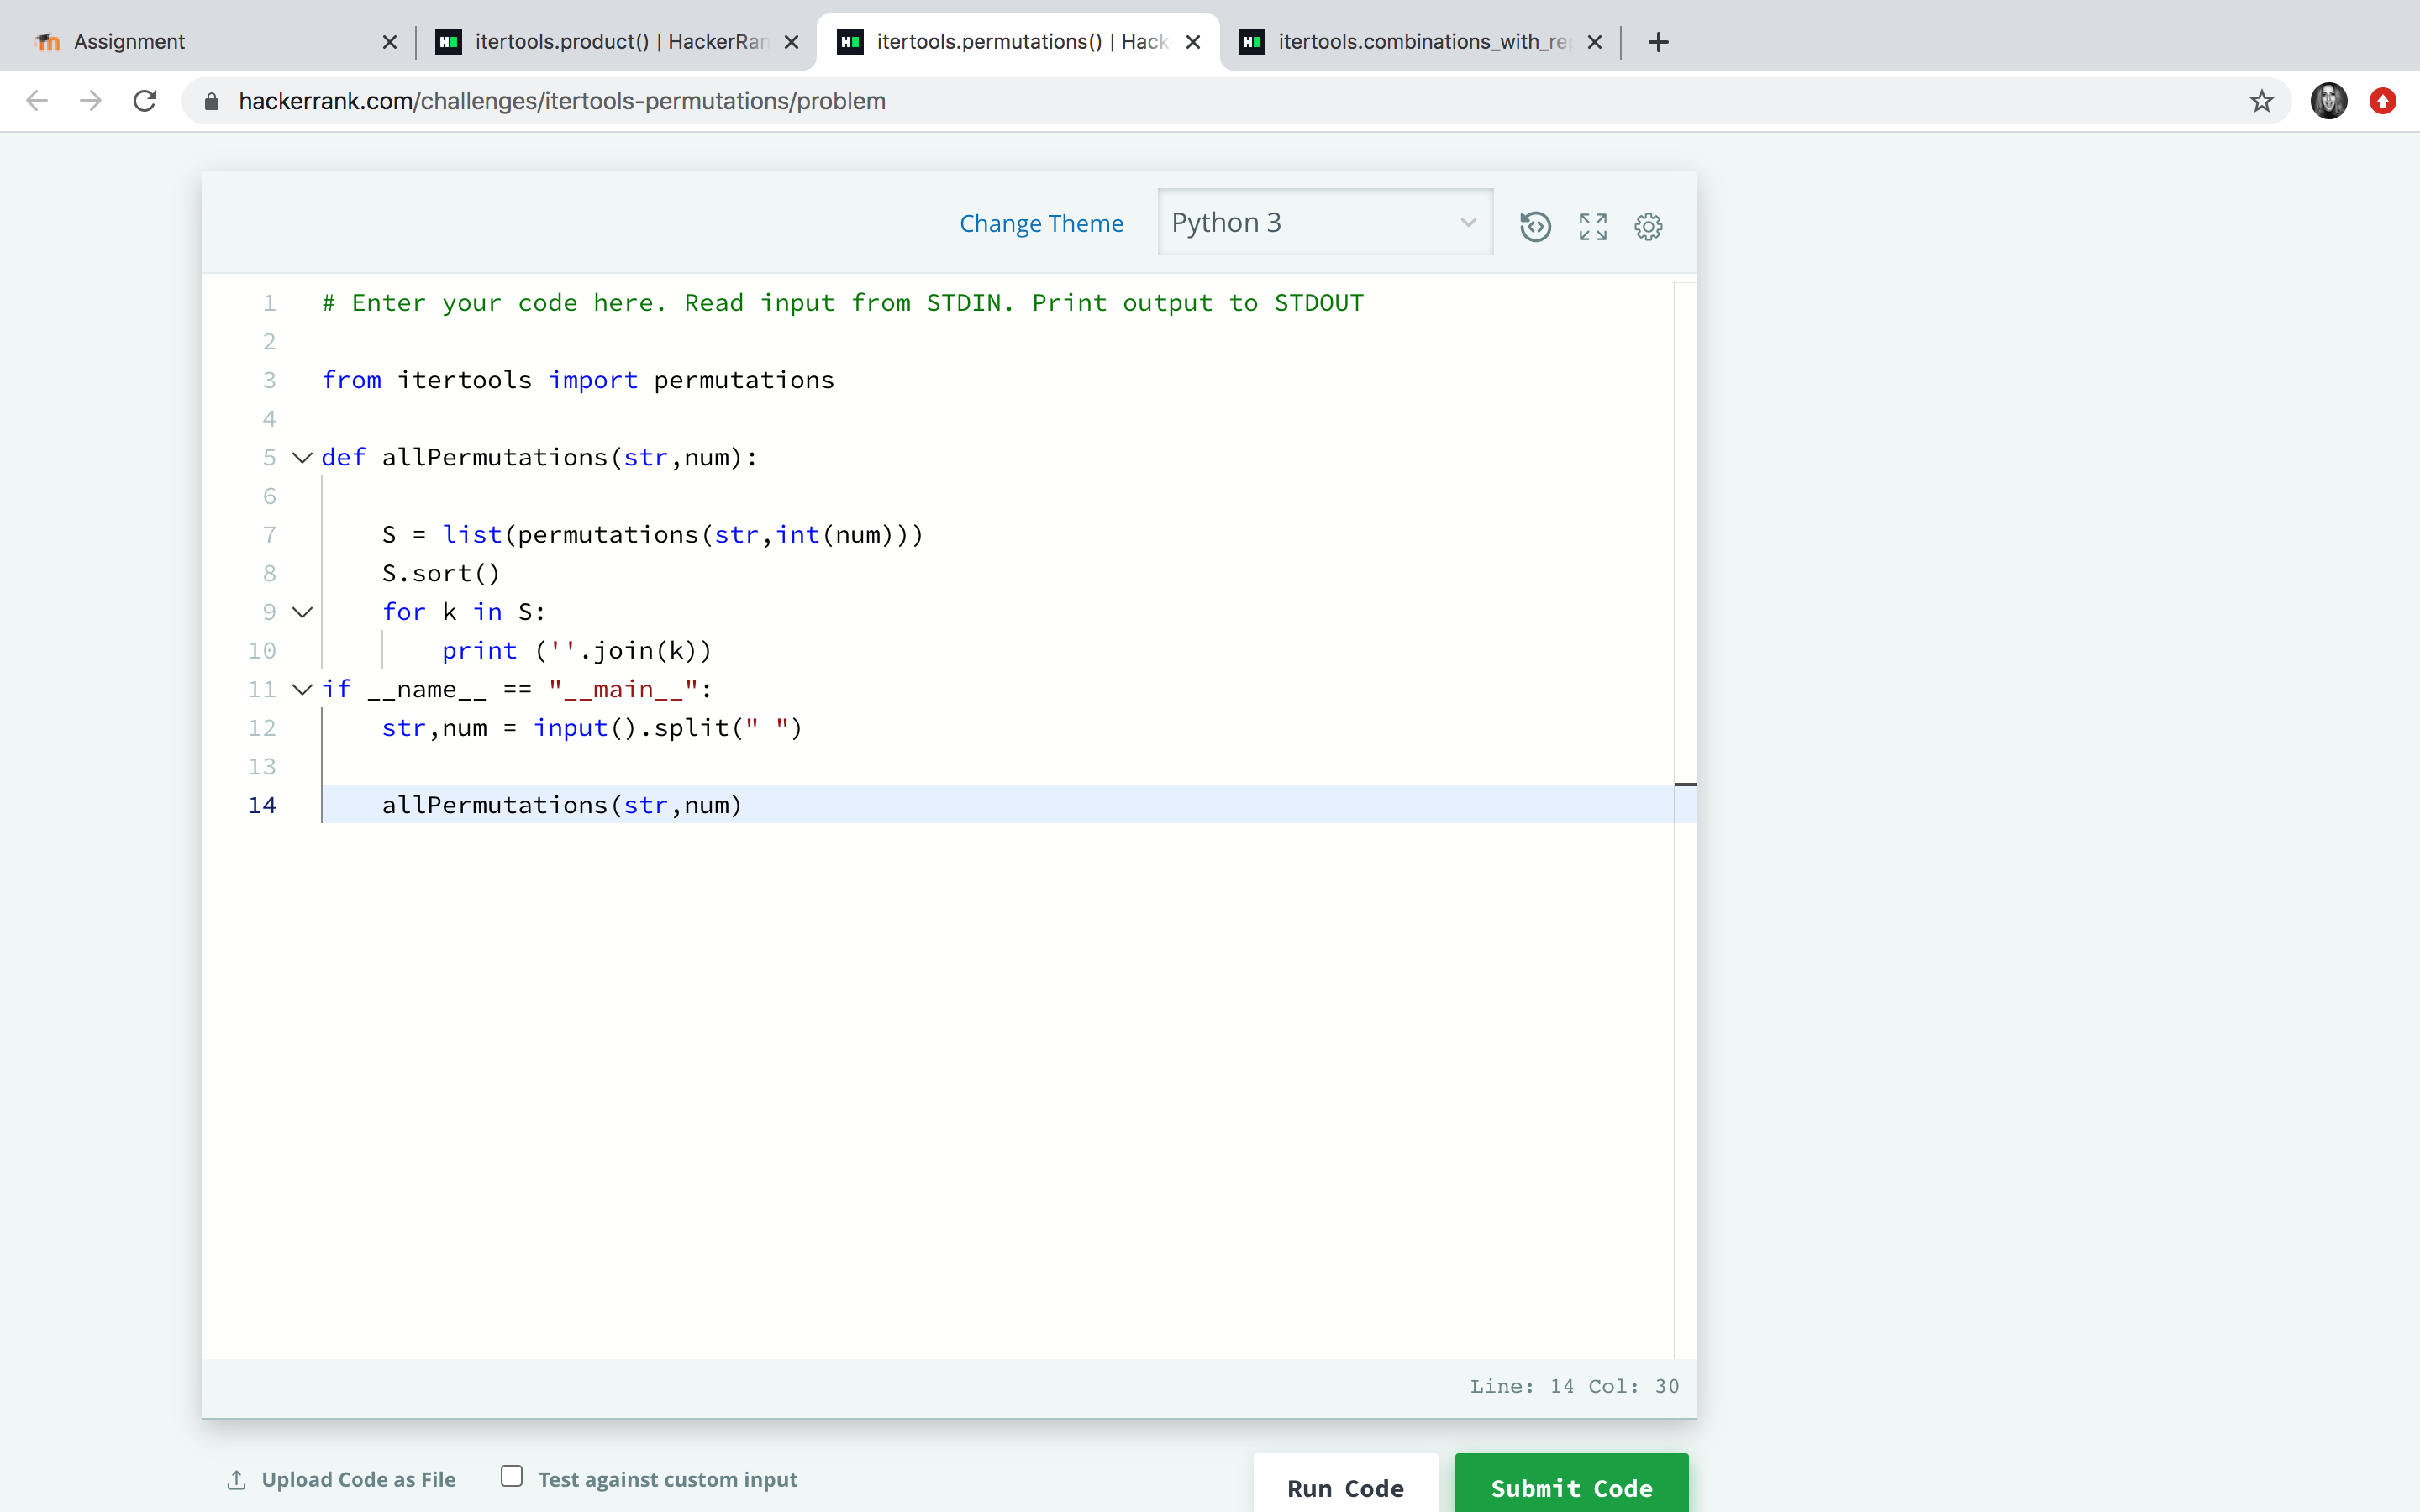 Assignment
itertools.product() | HackerRan
itertools.permutations() | Hack
itertools.combinations_with_rep
hackerrank.com/challenges/itertools-permutations/problem
Change Theme
Python 3
1 # Enter your code here. Read input from STDIN. Print output to STDOUT
2
3 from itertools import permutations
4
5 def allPermutations(str,num):
6
7 S = list(permutations(str,int(num)))
8 S.sort()
9 for k in S:
10 print (''.join(k))
11 if __name__ == "__main__":
12 str,num = input().split(" ")
13
14 allPermutations(str,num)
Line: 14 Col: 30
Upload Code as File
Test against custom input
Run Code
Submit Code